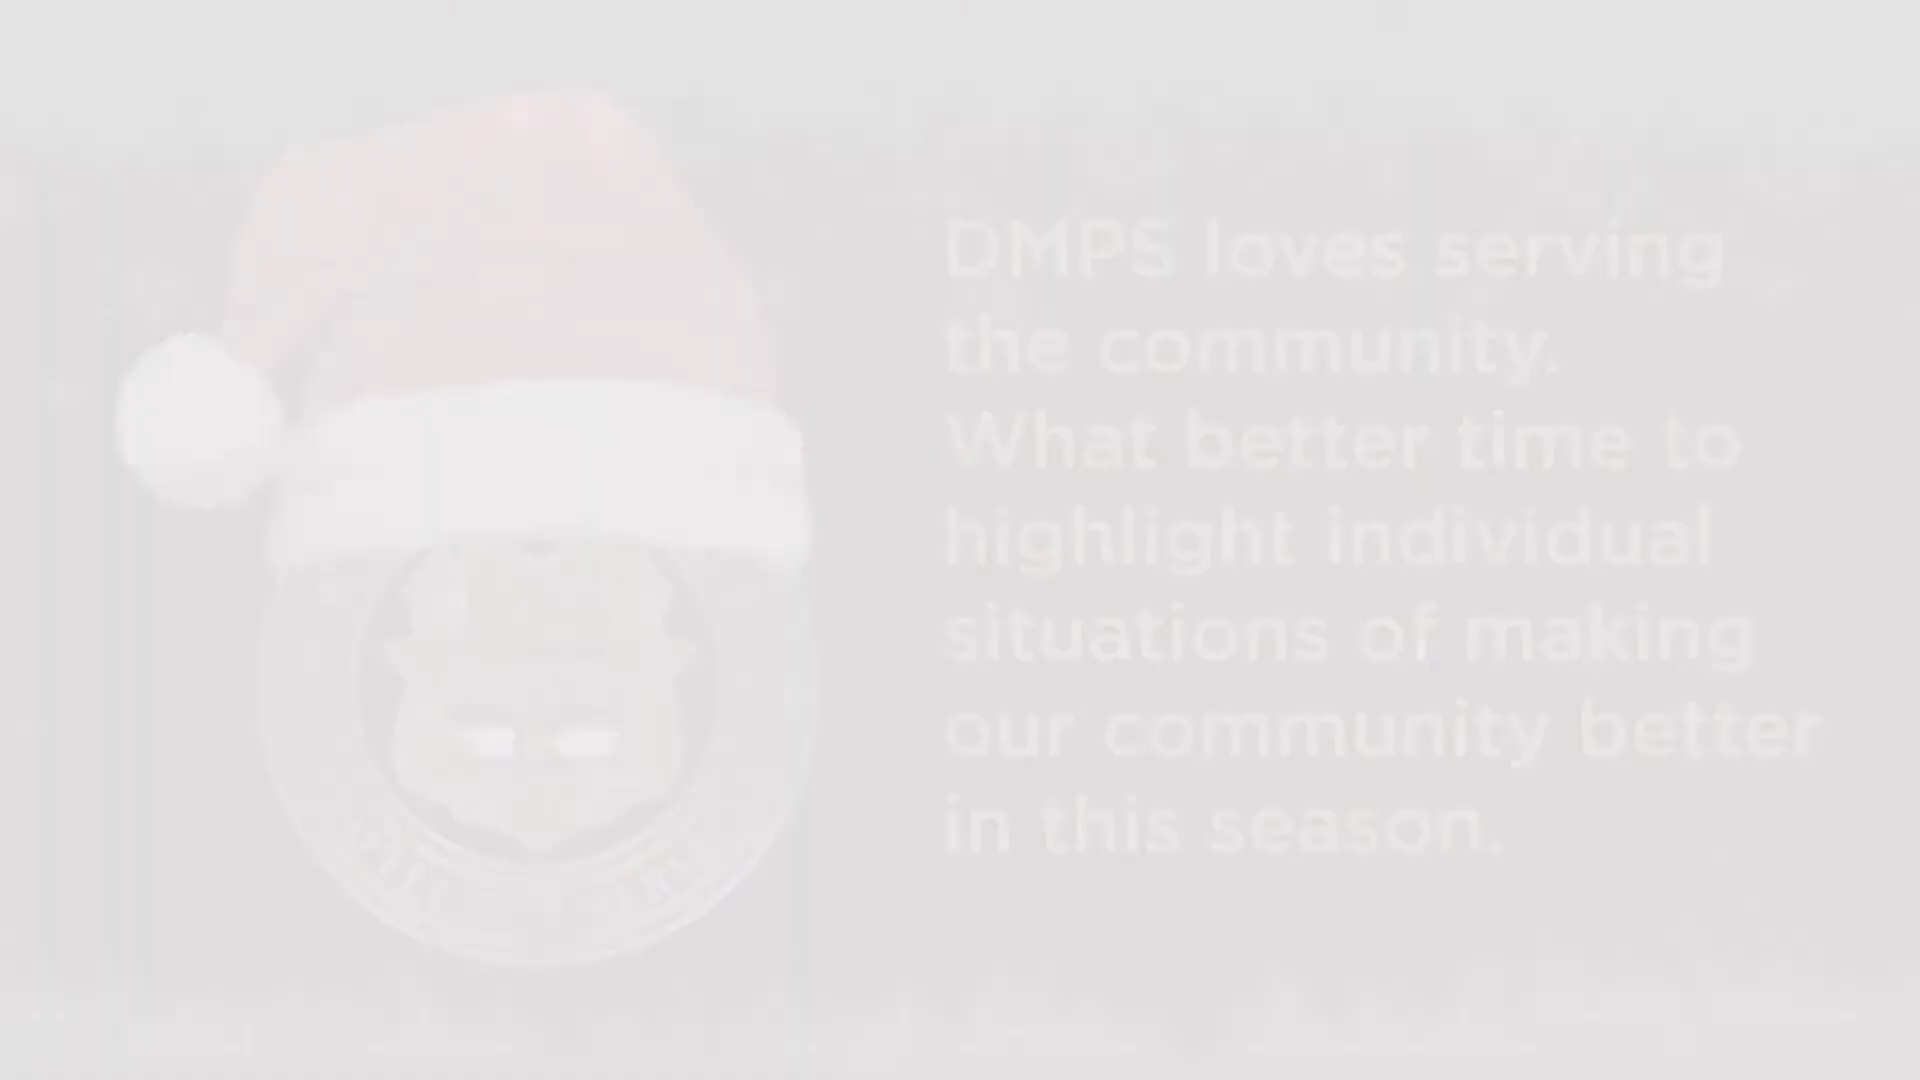 DMPS loves serving
the community.
What better time to
highlight individual
situations of making
our community better
in this season.